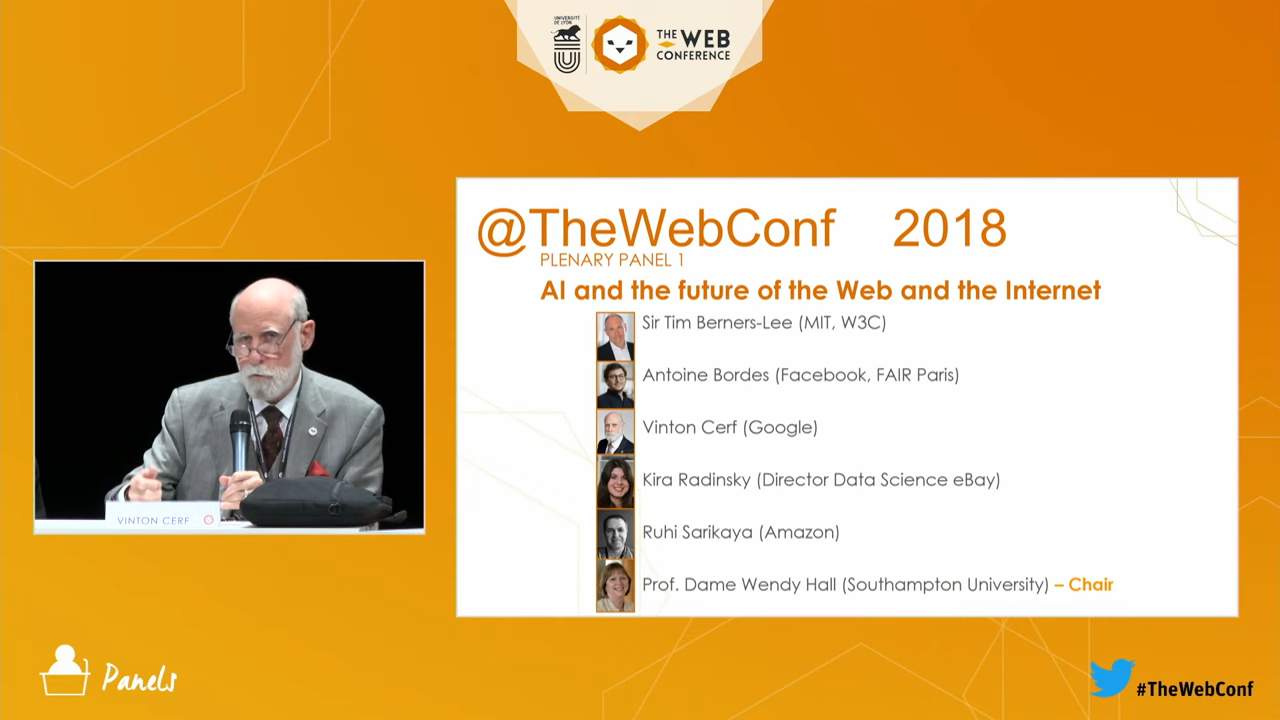 UNIVERSITÉ
DE LYON
THE WEB
CONFERENCE
@TheWebConf 2018
PLENARY PANEL 1
AI and the future of the Web and the Internet
Sir Tim Berners-Lee (MIT, W3C)
Antoine Bordes (Facebook, FAIR Paris)
Vinton Cerf (Google)
Kira Radinsky (Director Data Science eBay)
Ruhi Sarikaya (Amazon)
Prof. Dame Wendy Hall (Southampton University) – Chair
VINTON CERF
Panels
#TheWebConf